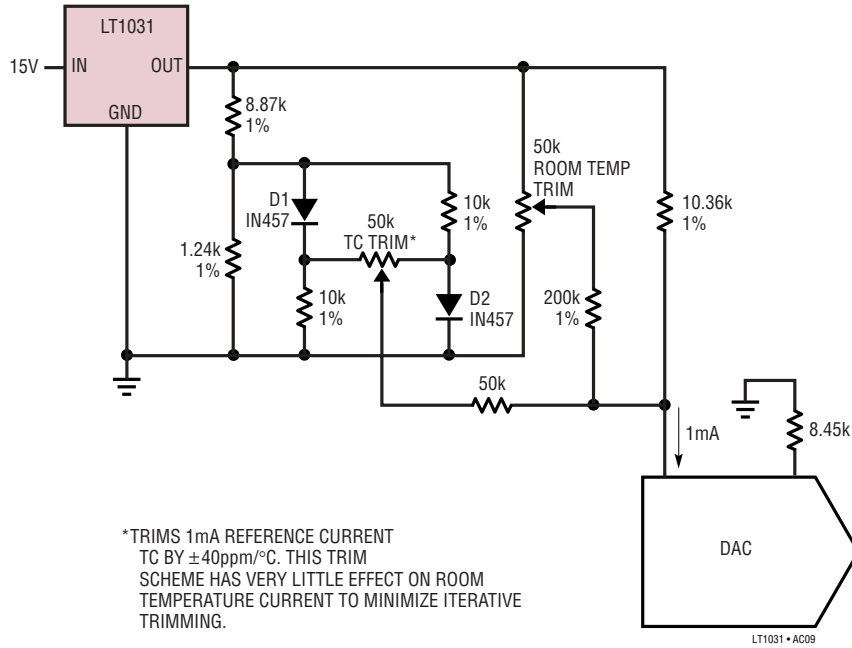 LT1031
15V
IN
OUT
GND
8.87k
1%
D1
IN457
50k
TC TRIM*
10k
1%
50k
ROOM TEMP
TRIM
10.36k
1%
1.24k
1%
10k
1%
D2
IN457
200k
1%
50k
1mA
8.45k
DAC
*TRIMS 1mA REFERENCE CURRENT
TC BY ±40ppm/°C. THIS TRIM
SCHEME HAS VERY LITTLE EFFECT ON ROOM
TEMPERATURE CURRENT TO MINIMIZE ITERATIVE
TRIMMING.
LT1031 • AC09